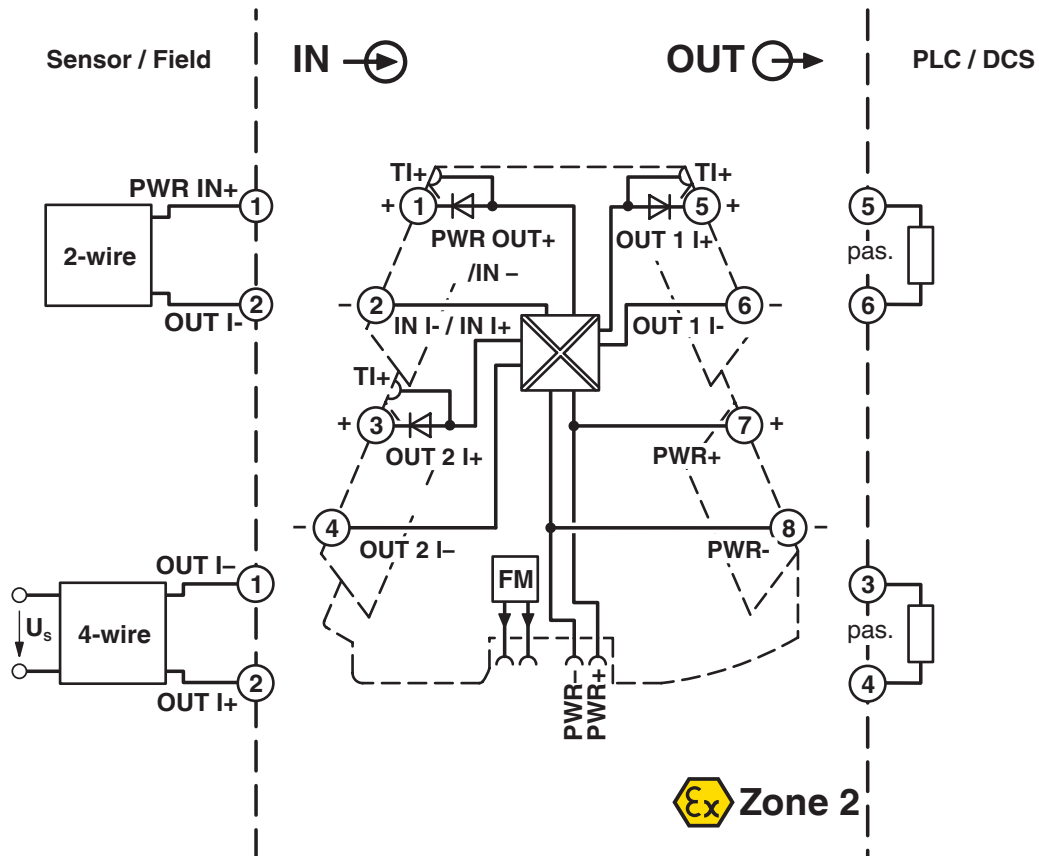 Sensor / Field
IN
OUT
PLC / DCS
TI+
TI+
PWR IN+
1
+ 1
5 +
5
2-wire
PWR OUT+
/IN –
OUT 1 I+
pas.
OUT I-
2
– 2
IN I- / IN I+
OUT 1 I-
6 –
6
TI+
+ 3
OUT 2 I+
PWR+
7 +
– 4
OUT 2 I–
PWR-
8 –
OUT I–
1
FM
3
Us
4-wire
pas.
OUT I+
2
PWR-
PWR+
4
Ex Zone 2